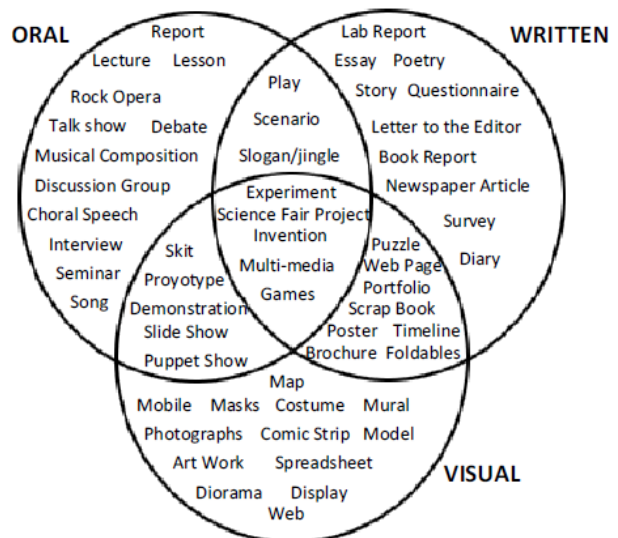 ORAL
Report
Lecture Lesson
Rock Opera
Talk show Debate
Musical Composition
Discussion Group
Choral Speech
Interview
Seminar
Song
Play
Scenario
Slogan/jingle
WRITTEN
Lab Report
Essay Poetry
Story Questionnaire
Letter to the Editor
Book Report
Newspaper Article
Survey
Diary
Experiment
Science Fair Project
Invention
Multi-media
Games
Skit
Proyotype
Demonstration
Slide Show
Puppet Show
Puzzle
Web Page
Portfolio
Scrap Book
Poster Timeline
Brochure Foldables
Map
Mobile Masks Costume Mural
Photographs Comic Strip Model
Art Work Spreadsheet
Diorama Display
Web
VISUAL